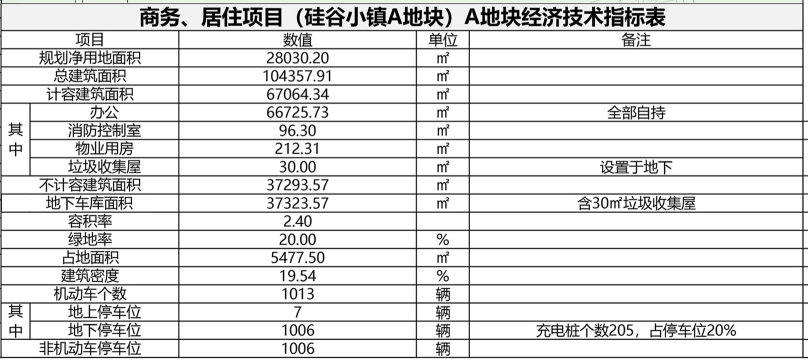 商务、居住项目（硅谷小镇A地块）A地块经济技术指标表
项目 数值 单位 备注
规划净用地面积 28030.20 ㎡
总建筑面积 104357.91 ㎡
计容建筑面积 67064.34 ㎡
其中 办公 66725.73 ㎡ 全部自持
消防控制室 96.30 ㎡
物业用房 212.31 ㎡
垃圾收集屋 30.00 ㎡ 设置于地下
不计容建筑面积 37293.57 ㎡
地下车库面积 37323.57 ㎡ 含30㎡垃圾收集屋
容积率 2.40
绿地率 20.00 %
占地面积 5477.50 ㎡
建筑密度 19.54 %
机动车个数 1013 辆
其中 地上停车位 7 辆
地下停车位 1006 辆 充电桩个数205，占停车位20%
非机动车停车位 1006 辆